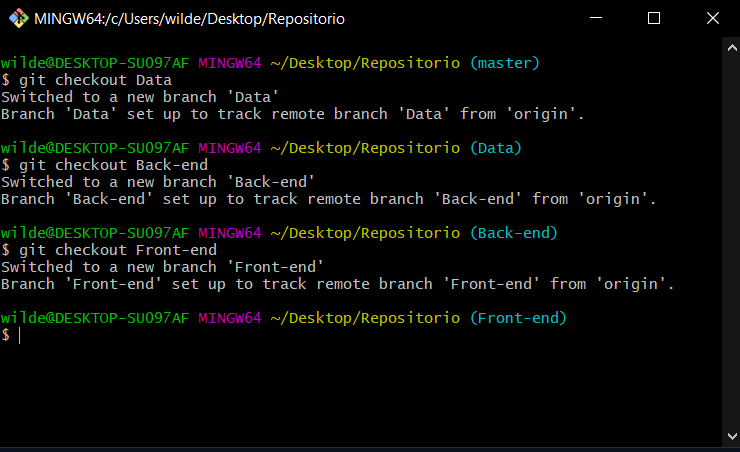 MINGW64:/c/Users/wilde/Desktop/Repositorio
wilde@DESKTOP-SU097AF MINGW64 ~/Desktop/Repositorio (master)
$ git checkout Data
Switched to a new branch 'Data'
Branch 'Data' set up to track remote branch 'Data' from 'origin'.
wilde@DESKTOP-SU097AF MINGW64 ~/Desktop/Repositorio (Data)
$ git checkout Back-end
Switched to a new branch 'Back-end'
Branch 'Back-end' set up to track remote branch 'Back-end' from 'origin'.
wilde@DESKTOP-SU097AF MINGW64 ~/Desktop/Repositorio (Back-end)
$ git checkout Front-end
Switched to a new branch 'Front-end'
Branch 'Front-end' set up to track remote branch 'Front-end' from 'origin'.
wilde@DESKTOP-SU097AF MINGW64 ~/Desktop/Repositorio (Front-end)
$